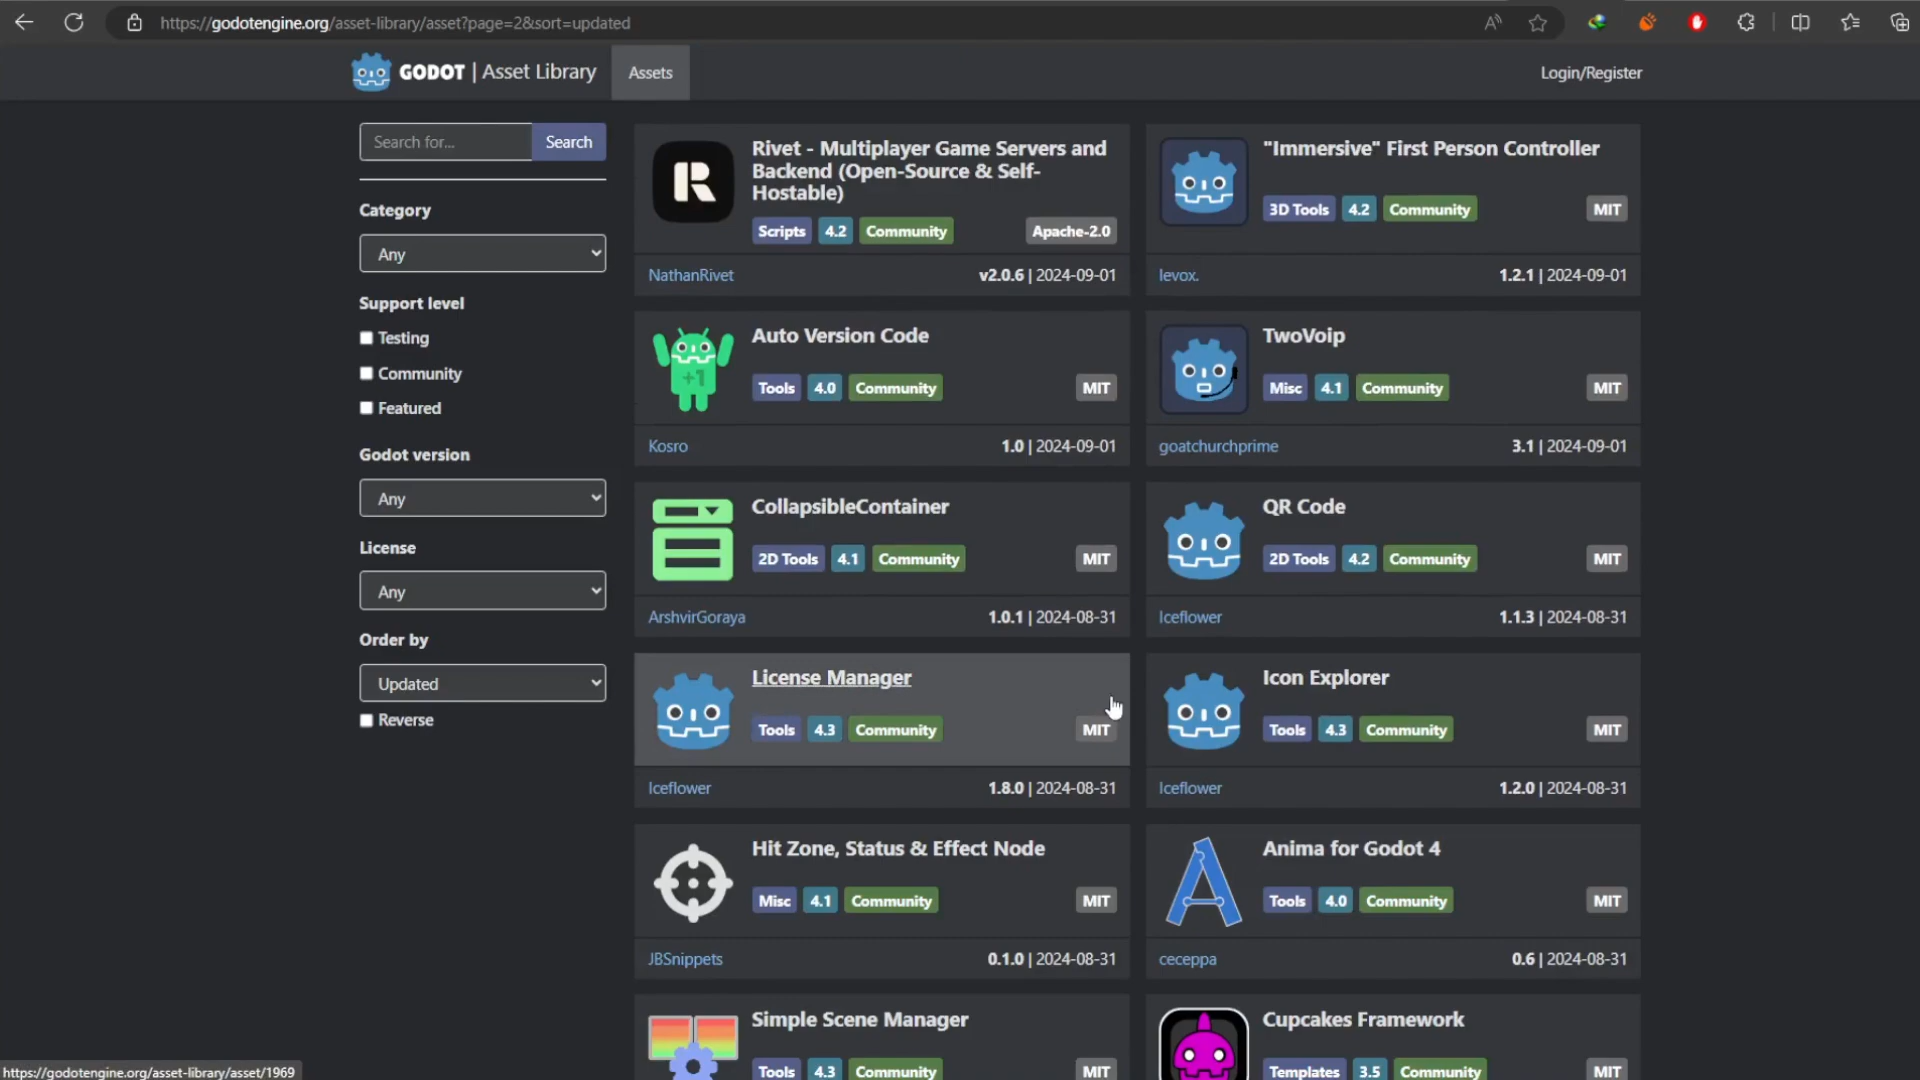 https://godotengine.org/asset-library/asset?page=2&sort=updated
GODOT | Asset Library
Assets
Login/Register
Search for...
Search
Category
Any
Support level
Testing
Community
Featured
Godot version
Any
License
Any
Order by
Updated
Reverse
Rivet - Multiplayer Game Servers and
Backend (Open-Source & Self-
Hostable)
Scripts 4.2 Community Apache-2.0
NathanRivet v2.0.6 | 2024-09-01
"Immersive" First Person Controller
3D Tools 4.2 Community MIT
levox. 1.2.1 | 2024-09-01
Auto Version Code
+1
Tools 4.0 Community MIT
Kosro 1.0 | 2024-09-01
TwoVoip
Misc 4.1 Community MIT
goatchurchprime 3.1 | 2024-09-01
CollapsibleContainer
2D Tools 4.1 Community MIT
ArshvirGoraya 1.0.1 | 2024-08-31
QR Code
2D Tools 4.2 Community MIT
Iceflower 1.1.3 | 2024-08-31
License Manager
Tools 4.3 Community MIT
Iceflower 1.8.0 | 2024-08-31
Icon Explorer
Tools 4.3 Community MIT
Iceflower 1.2.0 | 2024-08-31
Hit Zone, Status & Effect Node
Misc 4.1 Community MIT
JBSnippets 0.1.0 | 2024-08-31
Anima for Godot 4
Tools 4.0 Community MIT
ceceppa 0.6 | 2024-08-31
Simple Scene Manager
Tools 4.3 Community MIT
Cupcakes Framework
Templates 3.5 Community MIT
https://godotengine.org/asset-library/asset/1969